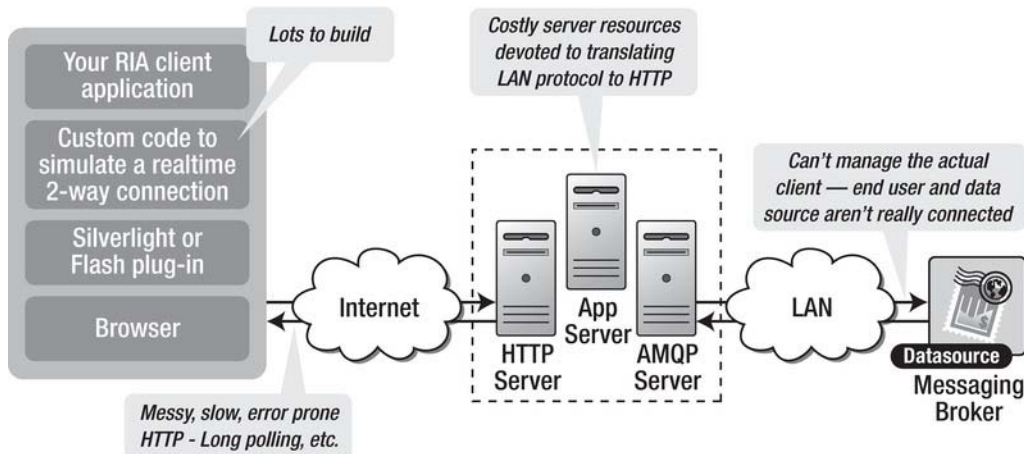 Lots to build
Your RIA client
application
Custom code to
simulate a realtime
2-way connection
Silverlight or
Flash plug-in
Browser
Messy, slow, error prone
HTTP - Long polling, etc.
Internet
Costly server resources
devoted to translating
LAN protocol to HTTP
HTTP
Server
App
Server
AMQP
Server
LAN
Can't manage the actual
client — end user and data
source aren't really connected
Datasource
Messaging
Broker